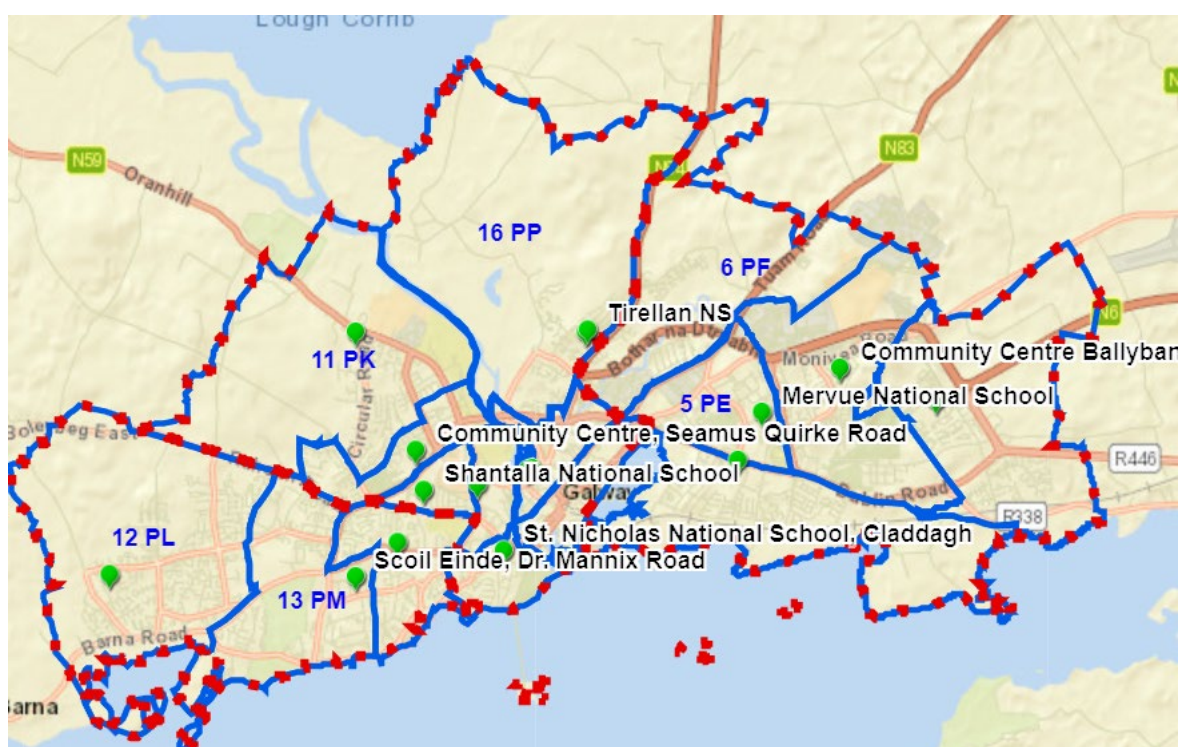 Lough Corrib
N59
Oranhill
N84
N83
16 PP
6 PF
Tuam Road
Tirellan NS
N6
11 PK
Circular Road
Monivea Road
Community Centre Ballyban
Mervue National School
5 PE
Community Centre, Seamus Quirke Road
R446
Shantalla National School
Galway
Dublin Road
R338
St. Nicholas National School, Claddagh
12 PL
Scoil Einde, Dr. Mannix Road
13 PM
Barna Road
Barna